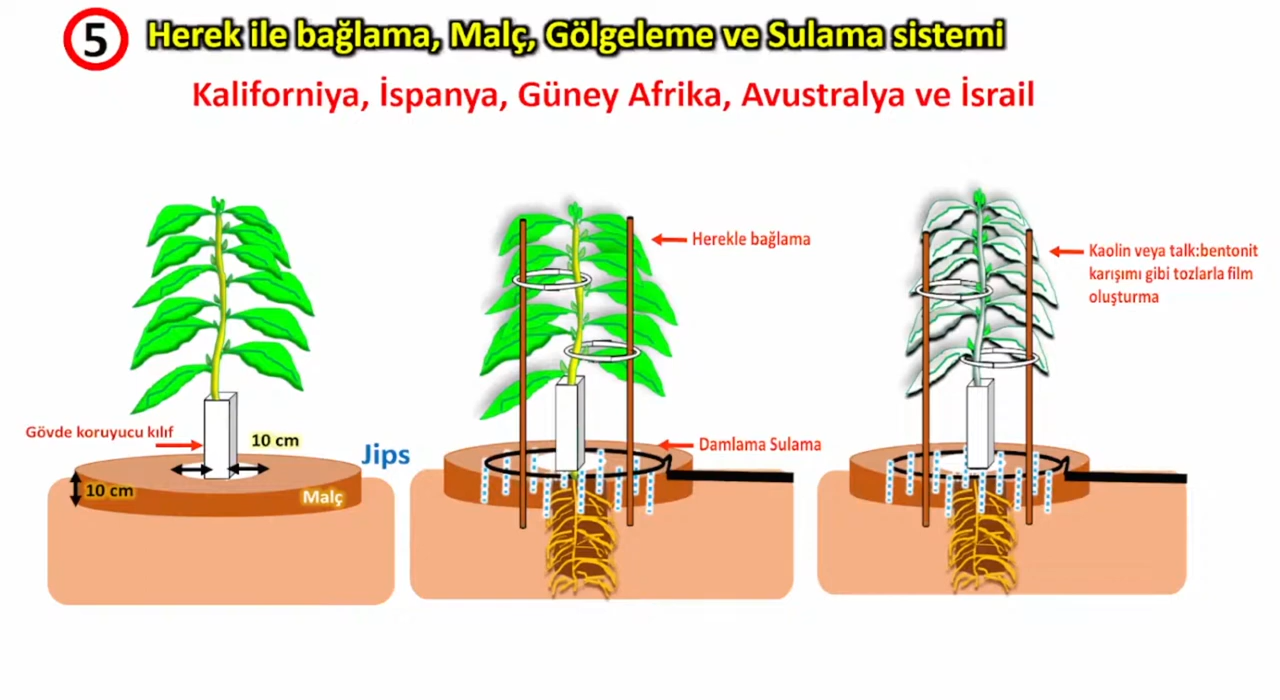 5 Herek ile bağlama, Malç, Gölgeleme ve Sulama sistemi
Kaliforniya, İspanya, Güney Afrika, Avustralya ve İsrail
Gövde koruyucu kılıf
10 cm
10 cm
Malç
Jips
Herekle bağlama
Damlama Sulama
Kaolin veya talk:bentonit
karışımı gibi tozlarla film
oluşturma